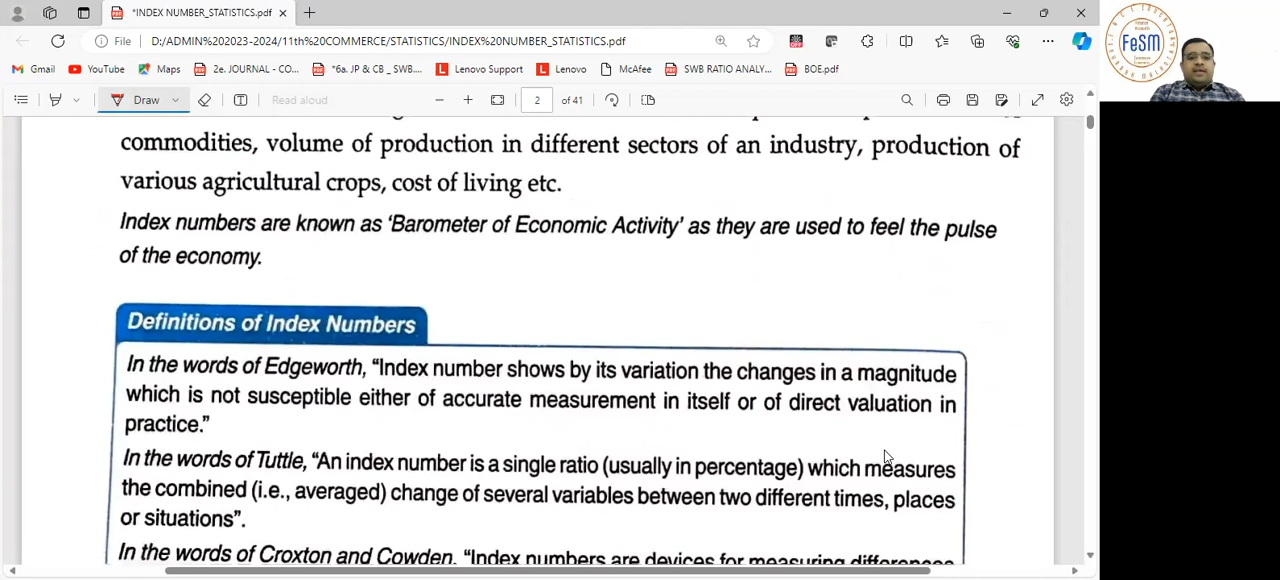 *INDEX NUMBER_STATISTICS.pdf
File D:/ADMIN%202023-2024/11th%20COMMERCE/STATISTICS/INDEX%20NUMBER_STATISTICS.pdf
Gmail YouTube Maps 2e. JOURNAL - CO... *6a. JP & CB _ SWB.... Lenovo Support Lenovo McAfee SWB RATIO ANALY... BOE.pdf
Draw Read aloud 2 of 41
FeSM
commodities, volume of production in different sectors of an industry, production of
various agricultural crops, cost of living etc.
Index numbers are known as 'Barometer of Economic Activity' as they are used to feel the pulse
of the economy.
Definitions of Index Numbers
In the words of Edgeworth, "Index number shows by its variation the changes in a magnitude
which is not susceptible either of accurate measurement in itself or of direct valuation in
practice."
In the words of Tuttle, "An index number is a single ratio (usually in percentage) which measures
the combined (i.e., averaged) change of several variables between two different times, places
or situations".
In the words of Croxton and Cowden, "Index numbers are devices for measuring differences